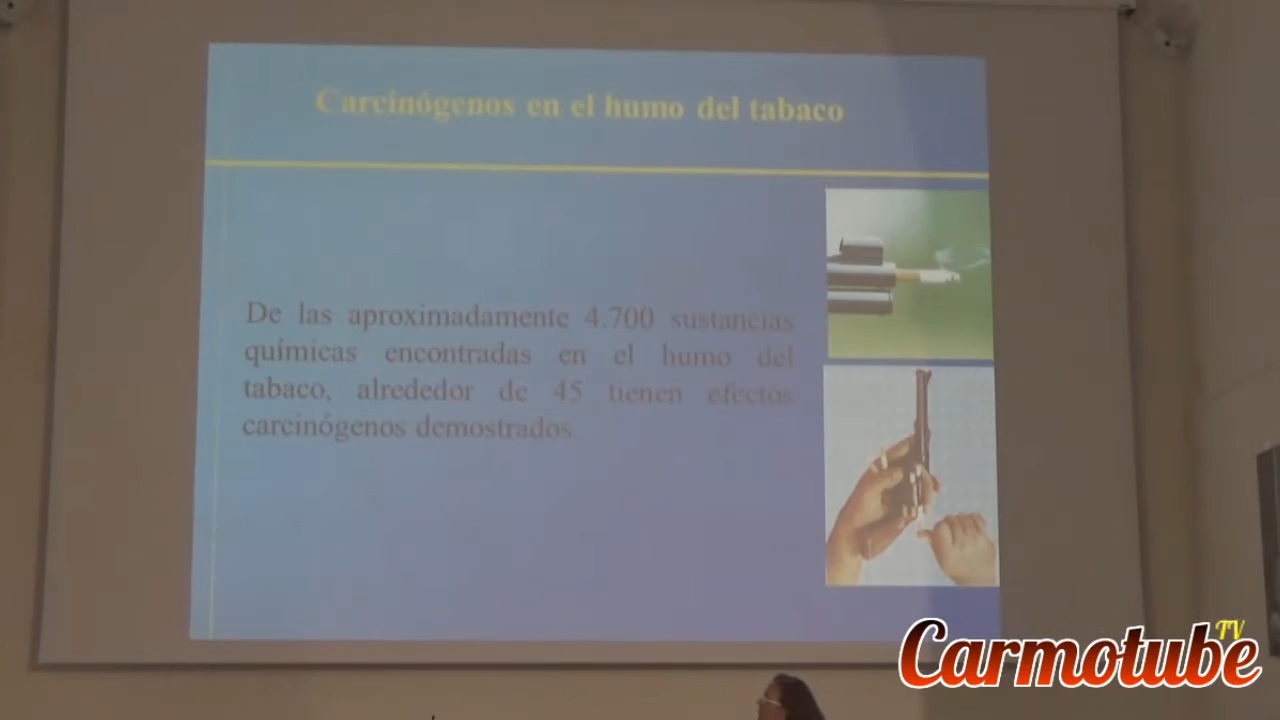 Carcinógenos en el humo del tabaco
De las aproximadamente 4.700 sustancias
químicas encontradas en el humo del
tabaco, alrededor de 45 tienen efectos
carcinógenos demostrados
Carmotube TV